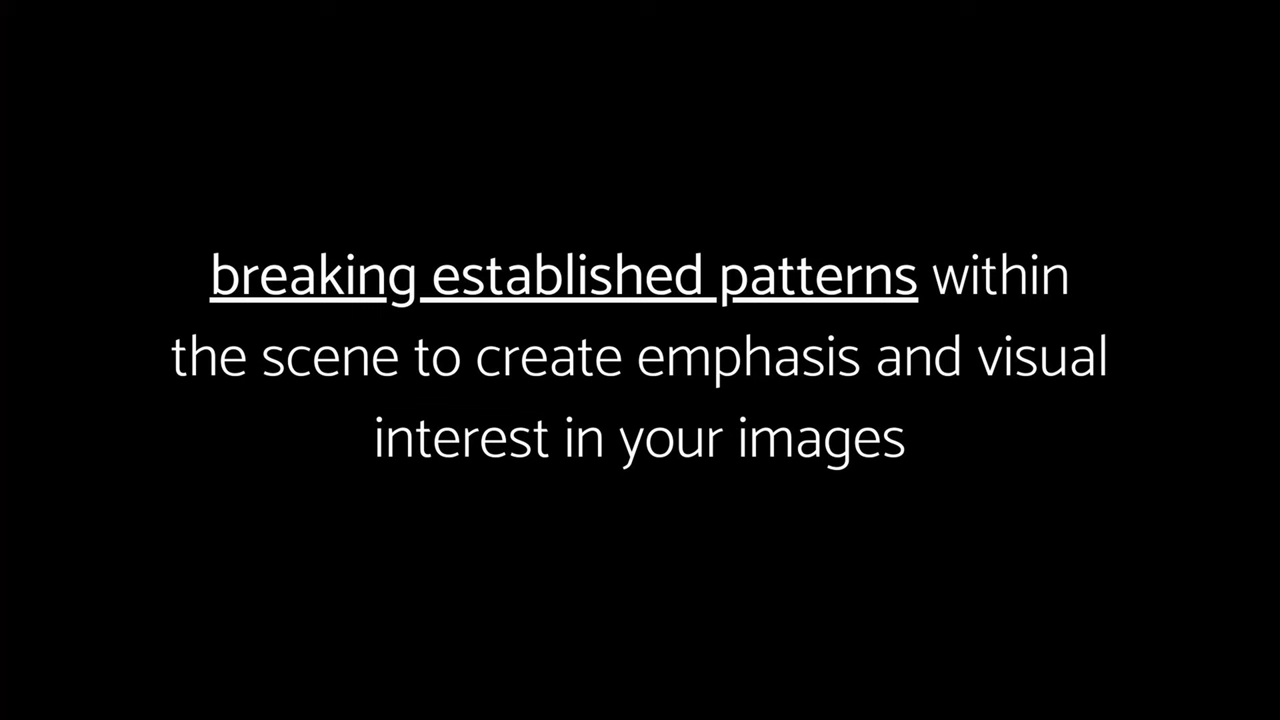 breaking established patterns within
the scene to create emphasis and visual
interest in your images